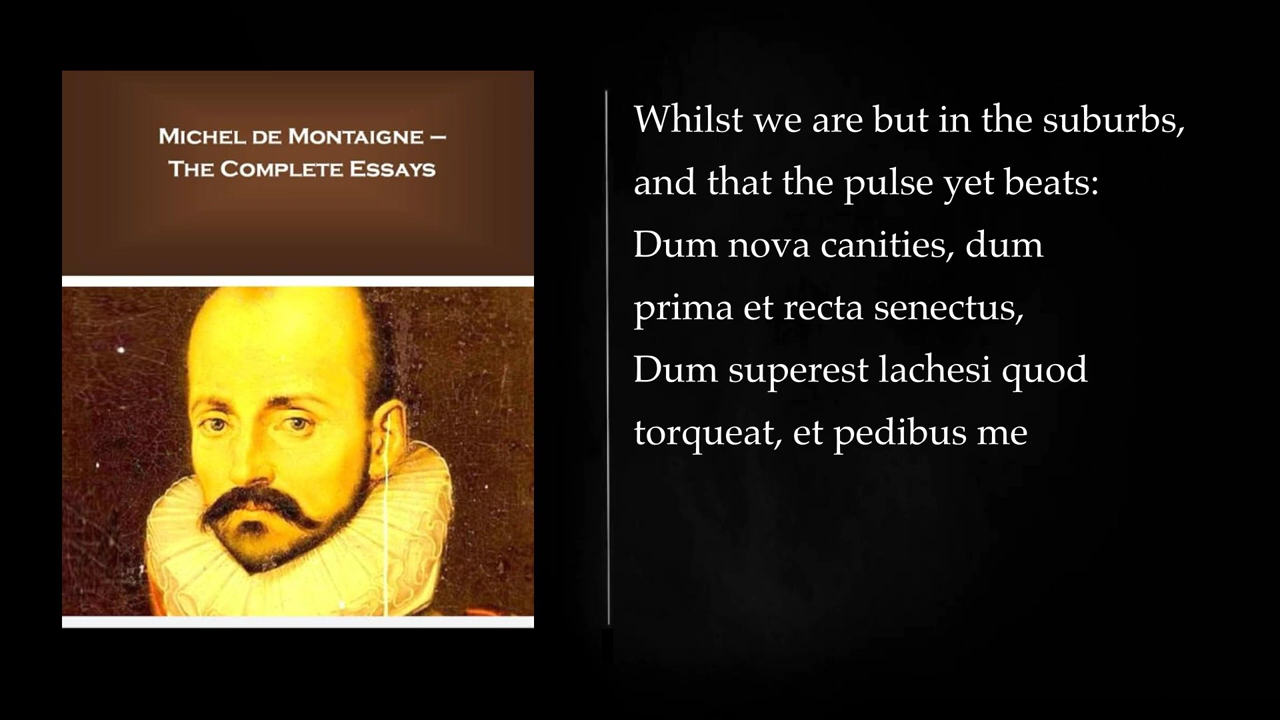 Michel de Montaigne –
The Complete Essays
Whilst we are but in the suburbs,
and that the pulse yet beats:
Dum nova canities, dum
prima et recta senectus,
Dum superest lachesi quod
torqueat, et pedibus me